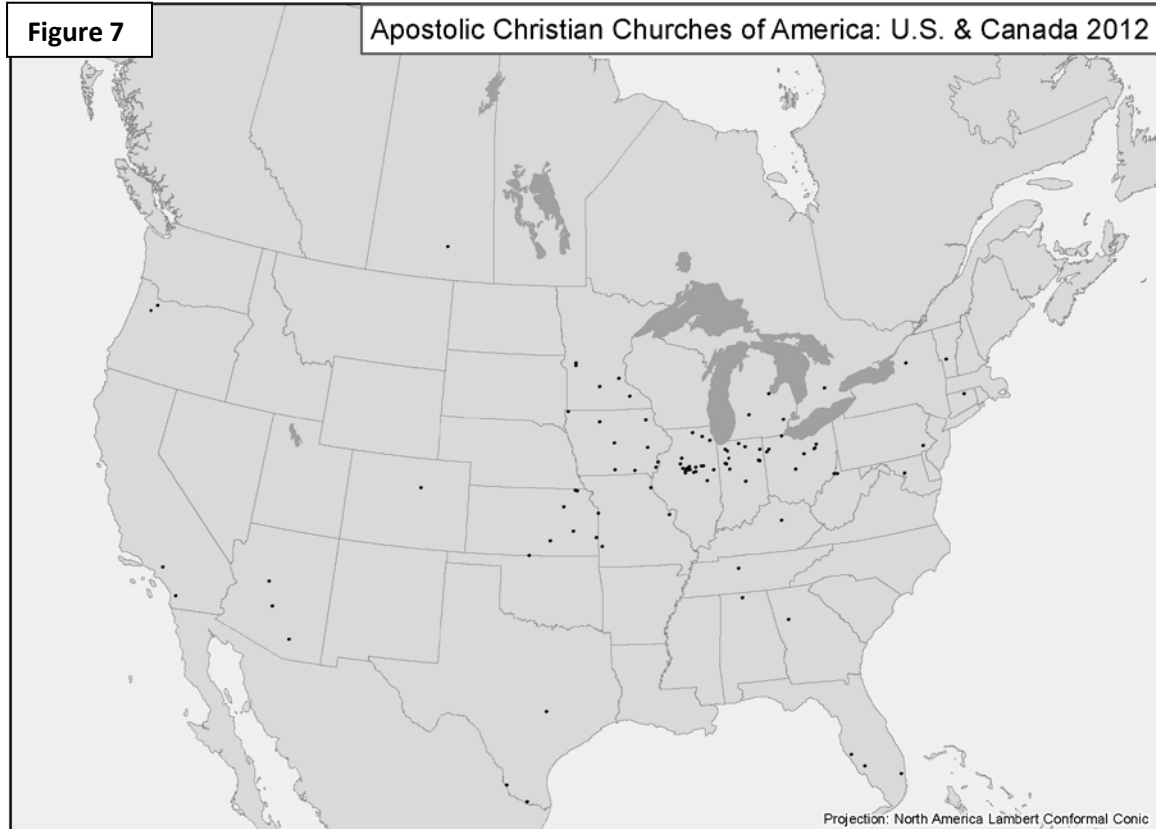 Figure 7
Apostolic Christian Churches of America: U.S. & Canada 2012
Projection: North America Lambert Conformal Conic